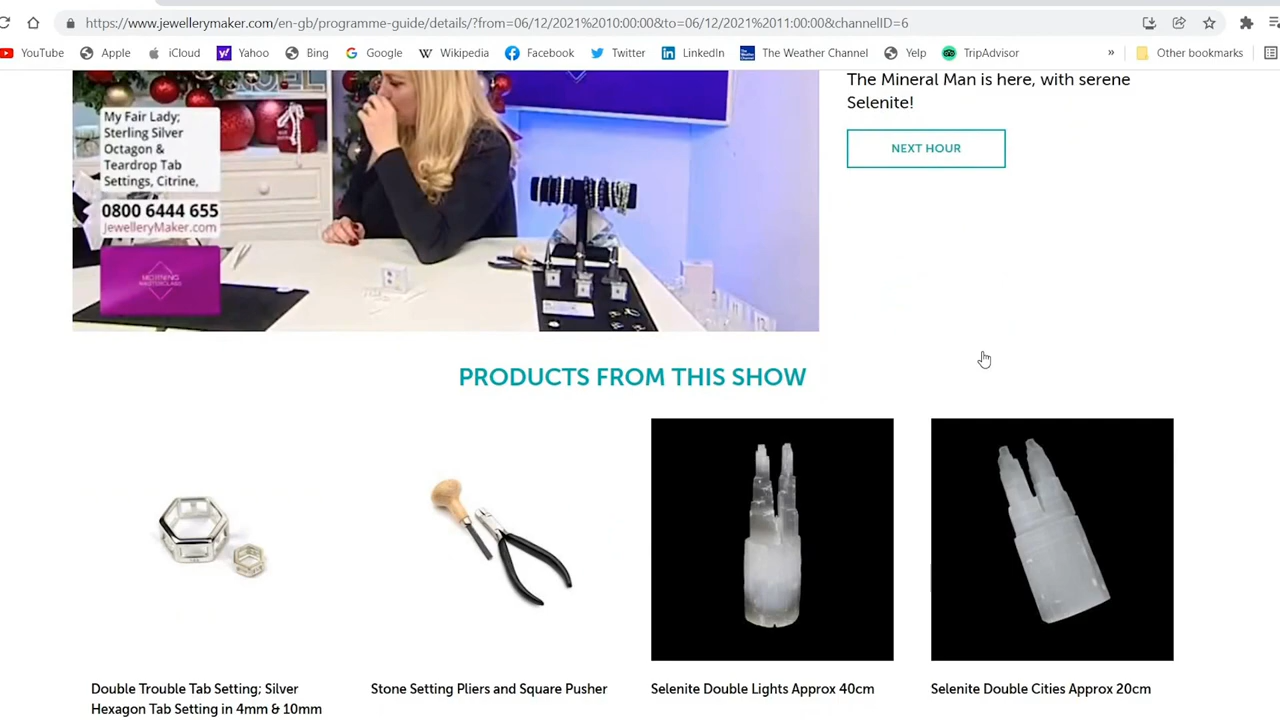 https://www.jewellerymaker.com/en-gb/programme-guide/details/?from=06/12/2021%2010:00:00&to=06/12/2021%2011:00:00&channelID=6
YouTube Apple iCloud Yahoo Bing Google Wikipedia Facebook Twitter LinkedIn The Weather Channel Yelp TripAdvisor » Other bookmarks
NOEL
My Fair Lady;
Sterling Silver
Octagon &
Teardrop Tab
Settings, Citrine,
0800 6444 655
JewelleryMaker.com
MORNING
MASTERCLASS
The Mineral Man is here, with serene
Selenite!
NEXT HOUR
PRODUCTS FROM THIS SHOW
Double Trouble Tab Setting; Silver
Hexagon Tab Setting in 4mm & 10mm
Stone Setting Pliers and Square Pusher
Selenite Double Lights Approx 40cm
Selenite Double Cities Approx 20cm